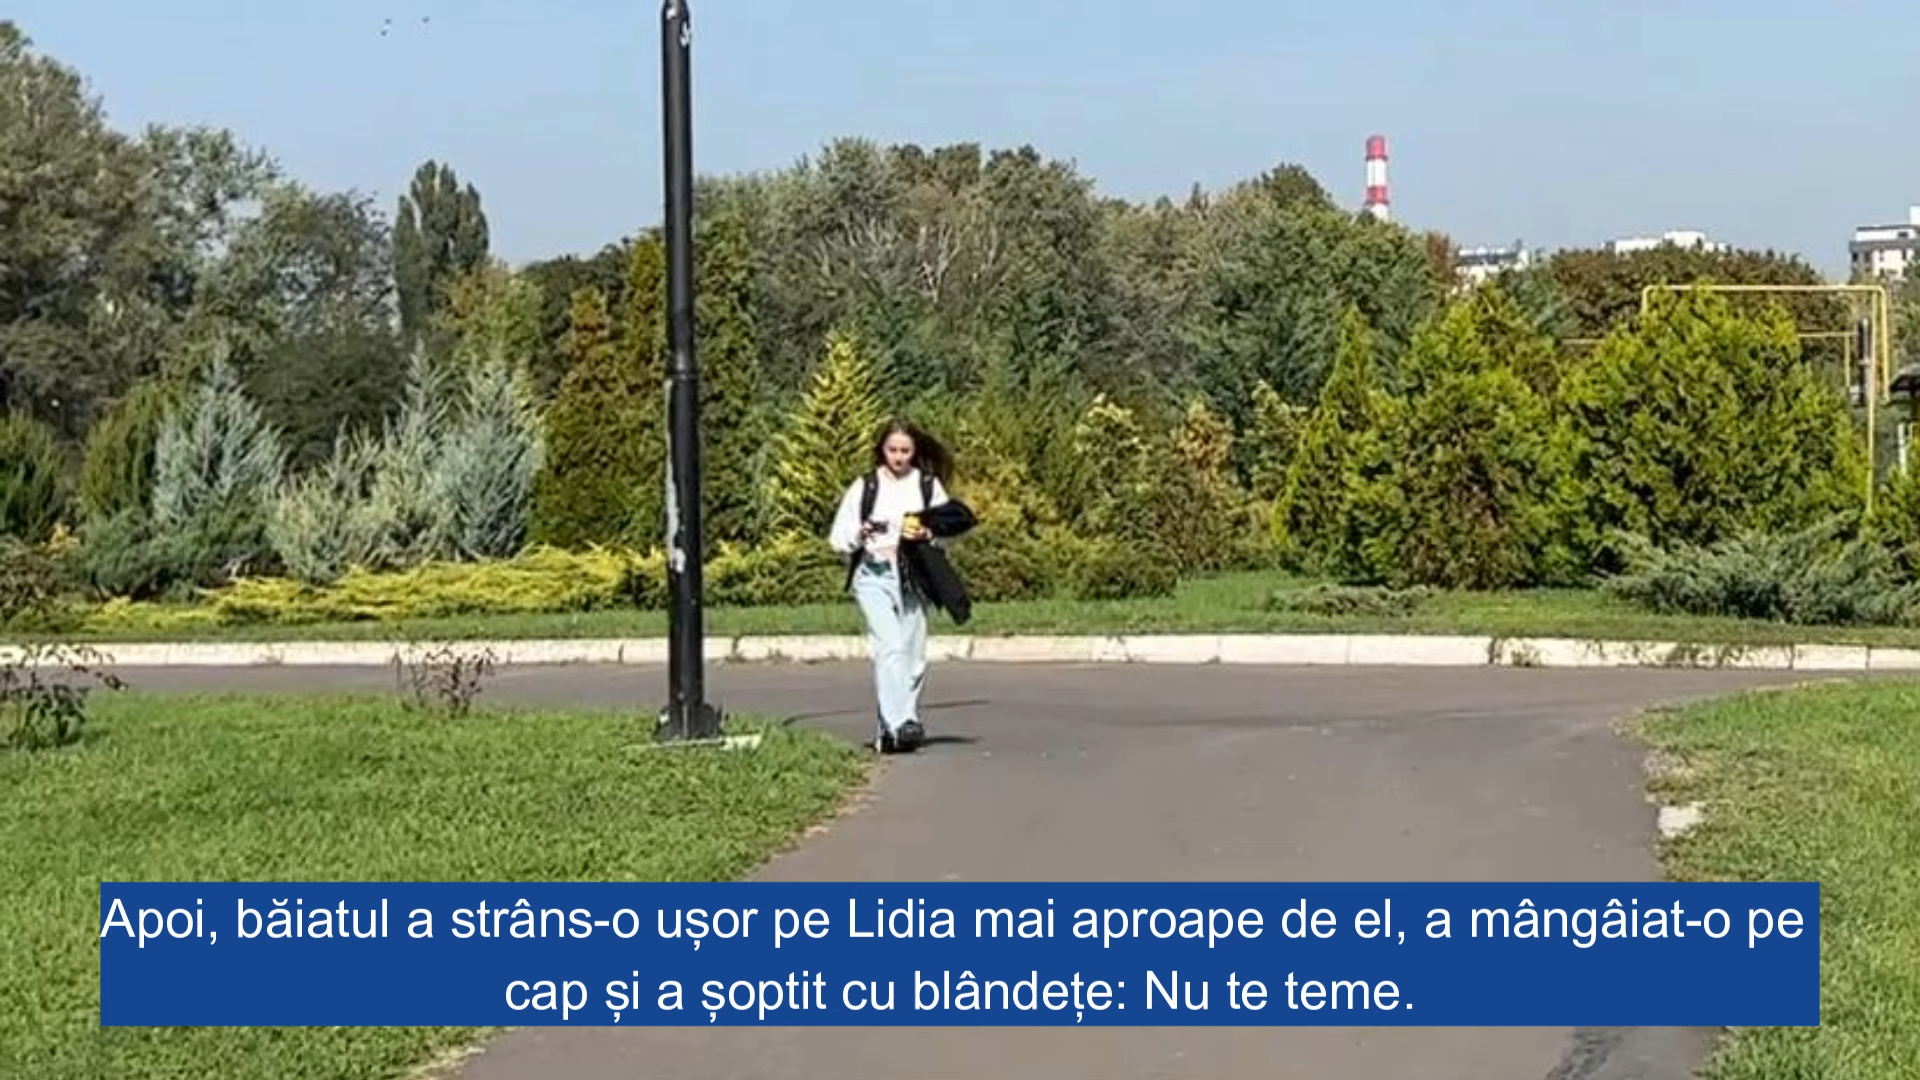 Apoi, băiatul a strâns-o ușor pe Lidia mai aproape de el, a mângâiat-o pe
cap și a șoptit cu blândețe: Nu te teme.